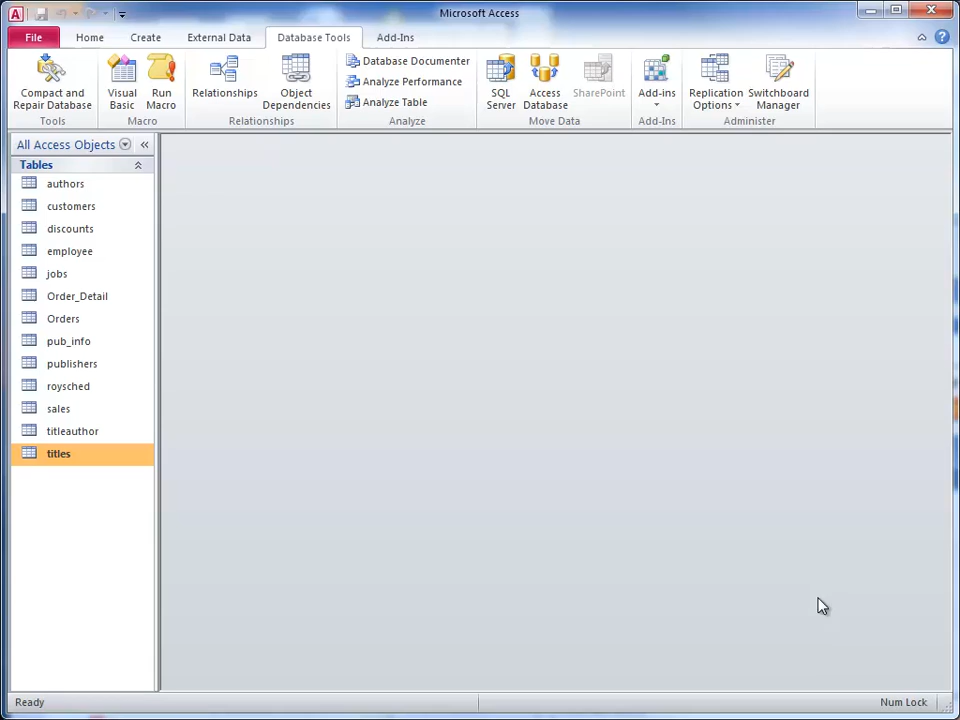 Microsoft Access
File Home Create External Data Database Tools Add-Ins
Compact and Repair Database
Visual Basic
Run Macro
Relationships
Object Dependencies
Database Documenter
Analyze Performance
Analyze Table
SQL Server
Access Database
SharePoint
Add-ins
Replication Options
Switchboard Manager
Tools Macro Relationships Analyze Move Data Add-Ins Administer
All Access Objects
Tables
authors
customers
discounts
employee
jobs
Order_Detail
Orders
pub_info
publishers
roysched
sales
titleauthor
titles
Ready Num Lock